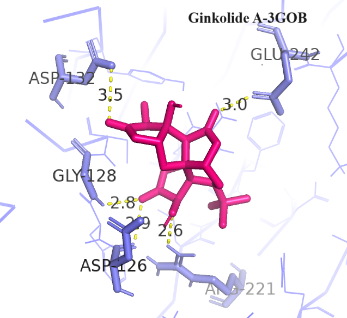 Ginkolide A-3GOB
GLU-242
ASP-132
3.5
3.0
GLY-128
2.8
9
2.6
ASP-126
ARG-221